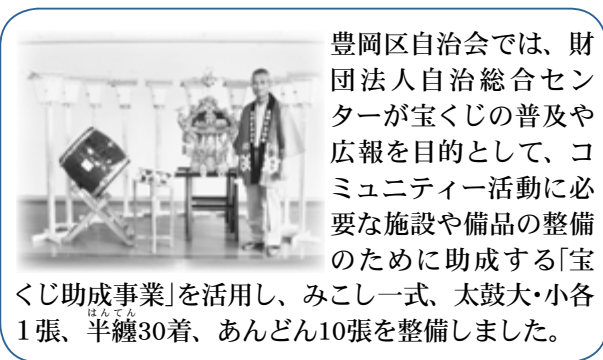 豊岡区自治会では、財
団法人自治総合セン
ターが宝くじの普及や
広報を目的として、コ
ミュニティー活動に必
要な施設や備品の整備
のために助成する「宝
くじ助成事業」を活用し、みこし一式、太鼓大・小各
はんてん
１張、半纏30着、あんどん10張を整備しました。